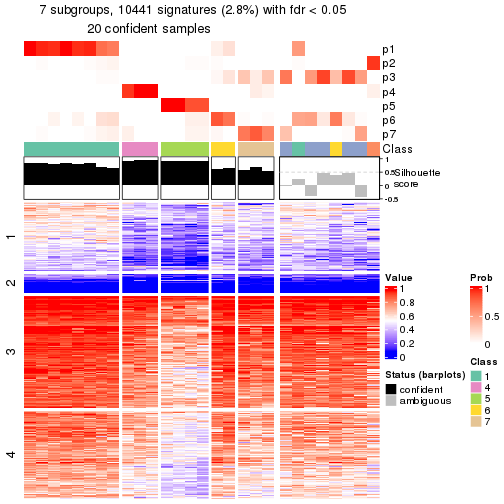 7 subgroups, 10441 signatures (2.8%) with fdr < 0.05
20 confident samples
p1
p2
p3
p4
p5
p6
p7
Class
1
0.5
0
-0.5
Silhouette
score
1
2
3
4
Value
1
0.8
0.6
0.4
0.2
0
Status (barplots)
confident
ambiguous
Prob
1
0.5
0
Class
1
4
5
6
7